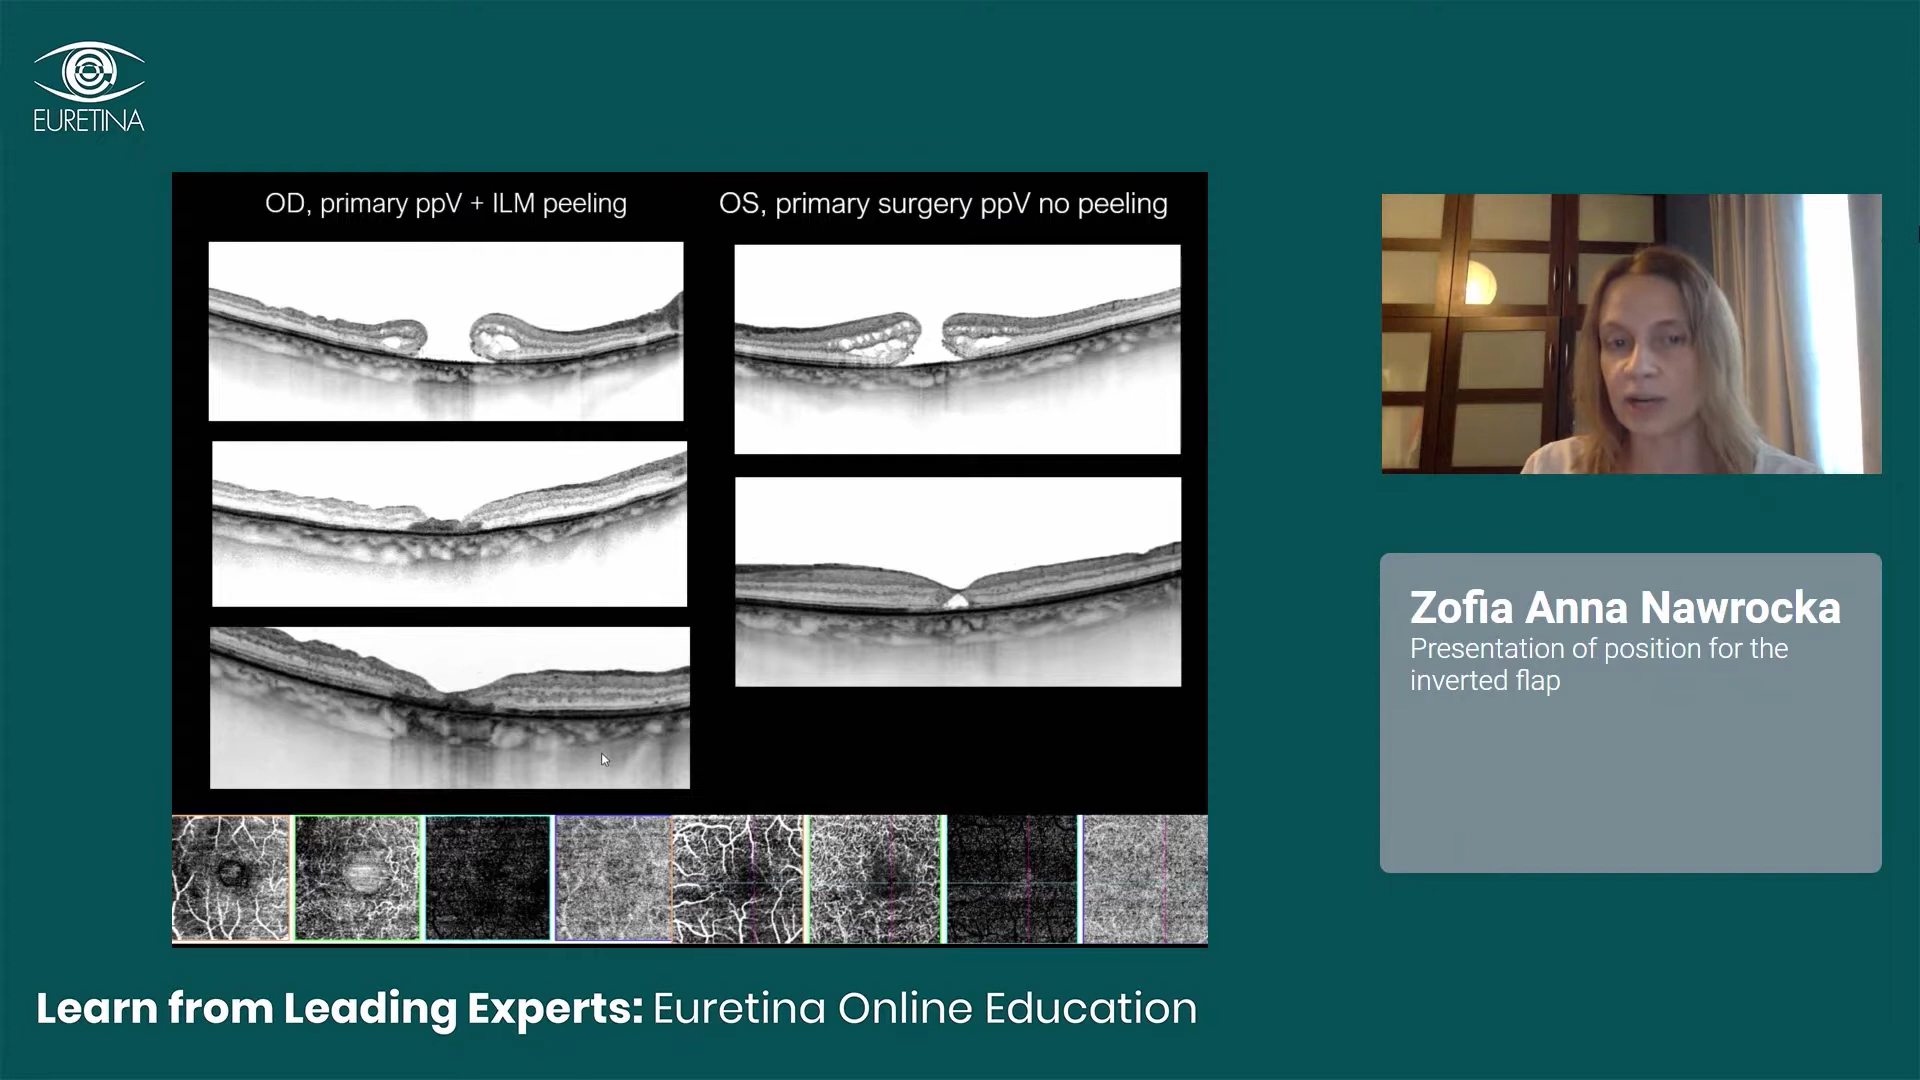 EURETINA
OD, primary ppV + ILM peeling
OS, primary surgery ppV no peeling
Zofia Anna Nawrocka
Presentation of position for the
inverted flap
Learn from Leading Experts: Euretina Online Education